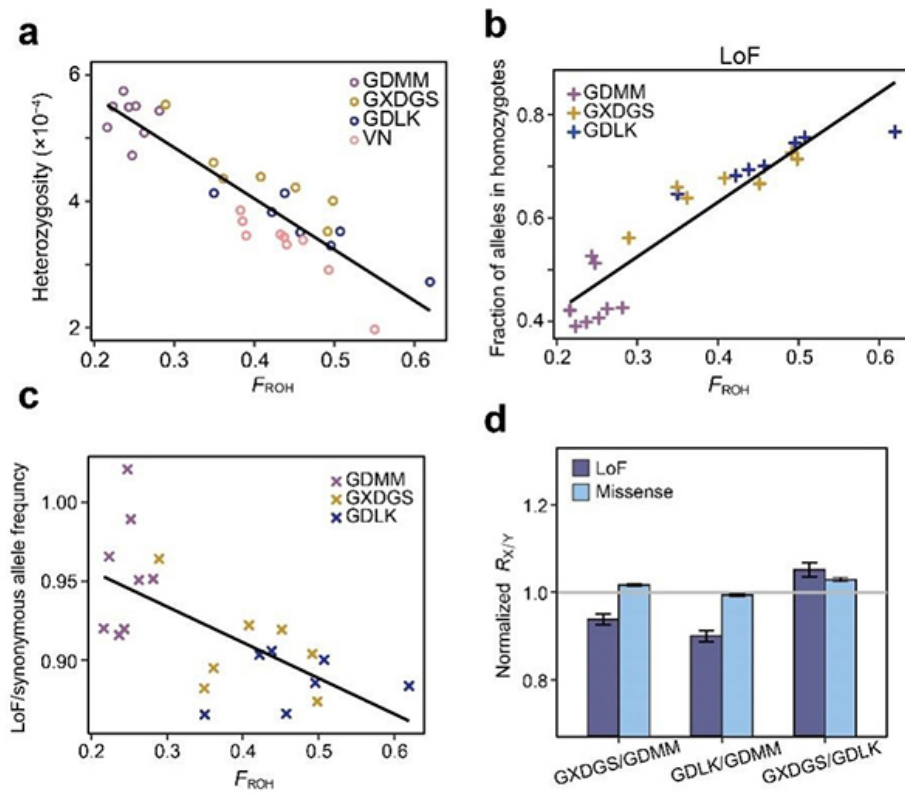 a
Heterozygosity (×10⁻⁴)
6
4
2
GDMM
GXDGS
GDLK
VN
0.2 0.3 0.4 0.5 0.6
FROH
b
LoF
Fraction of alleles in homozygotes
0.8
0.6
0.4
GDMM
GXDGS
GDLK
0.2 0.3 0.4 0.5 0.6
FROH
c
LoF/synonymous allele frequncy
1.00
0.95
0.90
GDMM
GXDGS
GDLK
0.2 0.3 0.4 0.5 0.6
FROH
d
Normalized RX/Y
1.2
1.0
0.8
LoF
Missense
GXDGS/GDMM
GDLK/GDMM
GXDGS/GDLK